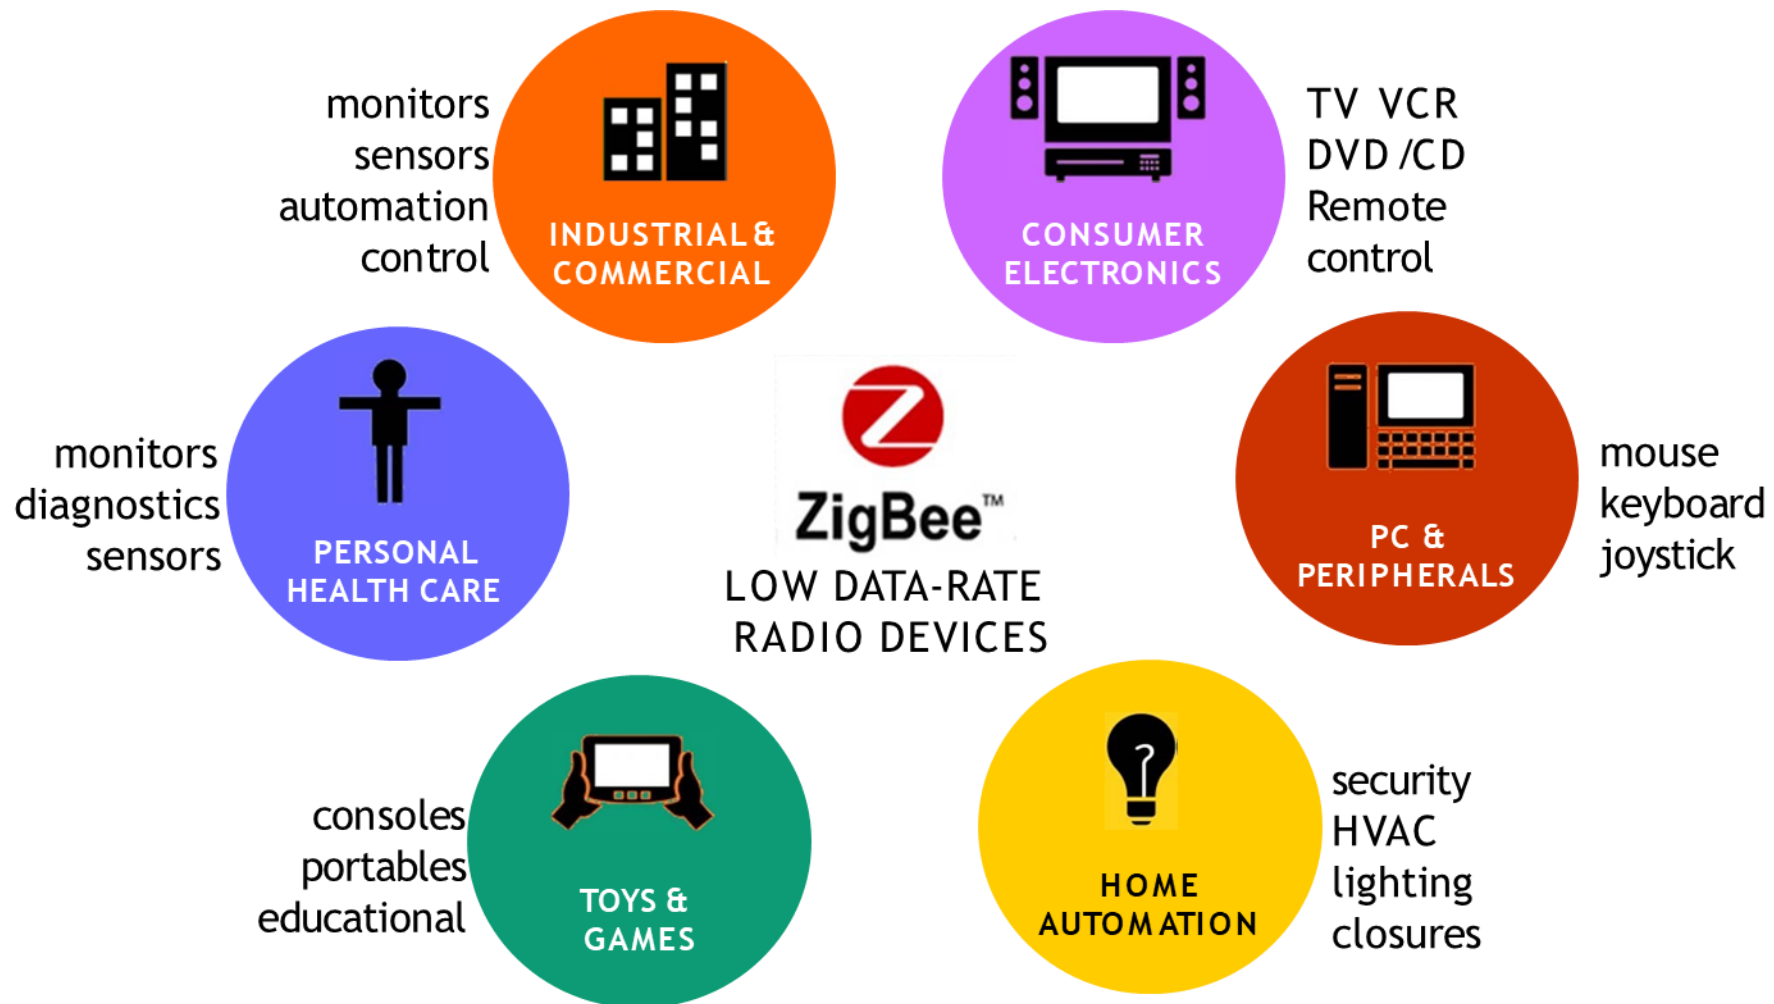 monitors
sensors
automation
control
INDUSTRIAL &
COMMERCIAL
CONSUMER
ELECTRONICS
TV VCR
DVD /CD
Remote
control
monitors
diagnostics
sensors
PERSONAL
HEALTH CARE
Z
ZigBee™
LOW DATA-RATE
RADIO DEVICES
PC &
PERIPHERALS
mouse
keyboard
joystick
consoles
portables
educational
TOYS &
GAMES
?
HOME
AUTOMATION
security
HVAC
lighting
closures